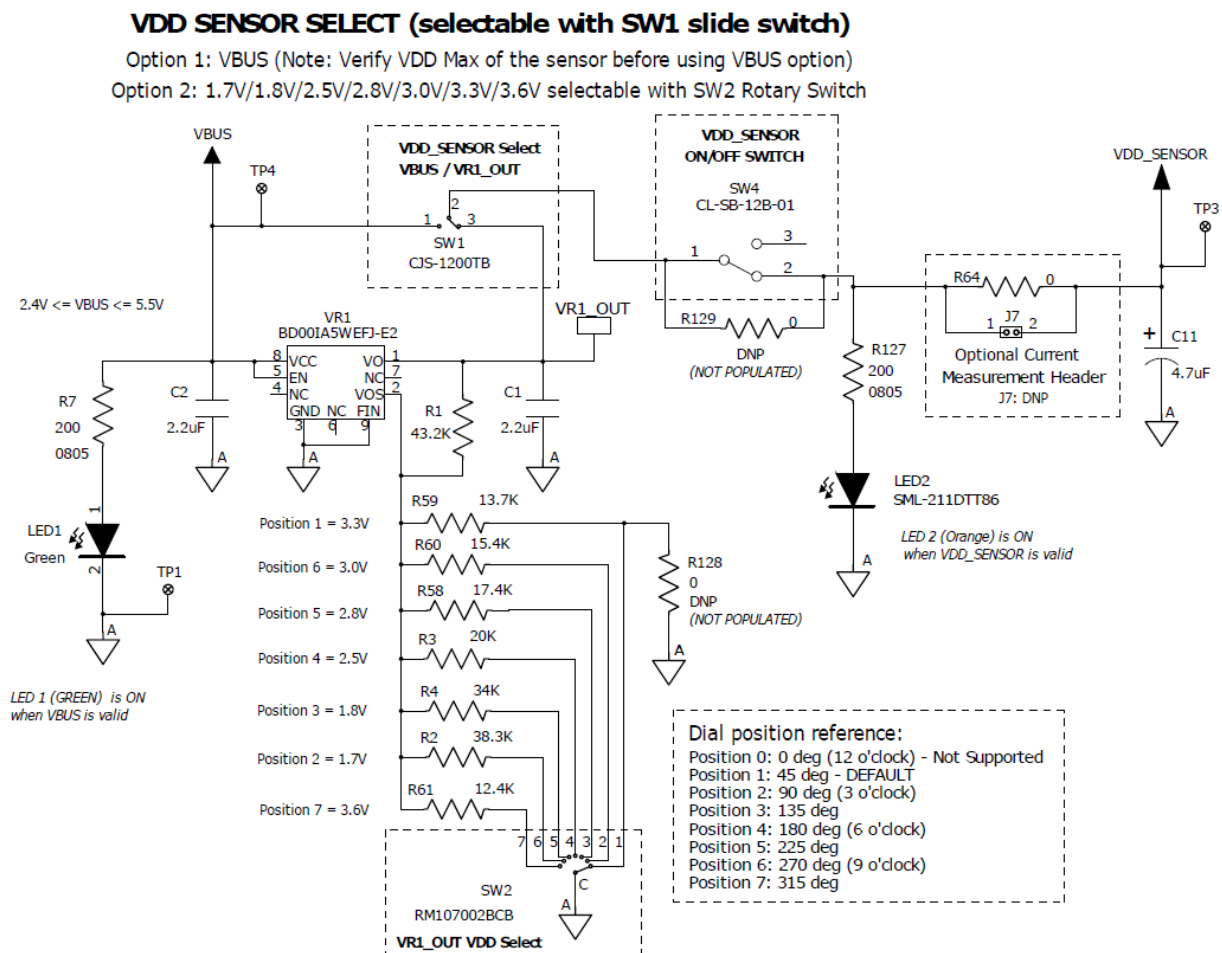 VDD SENSOR SELECT (selectable with SW1 slide switch)
Option 1: VBUS (Note: Verify VDD Max of the sensor before using VBUS option)
Option 2: 1.7V/1.8V/2.5V/2.8V/3.0V/3.3V/3.6V selectable with SW2 Rotary Switch
VBUS
TP4
VDD_SENSOR Select
VBUS / VR1_OUT
1
2
3
SW1
CJS-1200TB
VDD_SENSOR
ON/OFF SWITCH
SW4
CL-SB-12B-01
3
1
2
R129
0
DNP
(NOT POPULATED)
VDD_SENSOR
TP3
R64
0
J7
1
2
Optional Current
Measurement Header
J7: DNP
+
C11
4.7uF
A
2.4V <= VBUS <= 5.5V
VR1
BD00IA5WEFJ-E2
8
VCC
VO
1
5
EN
NC
7
4
NC
VOS
2
GND
NC
FIN
3
6
9
A
VR1_OUT
R7
200
0805
C2
2.2uF
A
R1
43.2K
C1
2.2uF
A
R127
200
0805
LED2
SML-211DTT86
LED 2 (Orange) is ON
when VDD_SENSOR is valid
A
1
LED1
Green
2
TP1
A
LED 1 (GREEN) is ON
when VBUS is valid
Position 1 = 3.3V
R59
13.7K
Position 6 = 3.0V
R60
15.4K
Position 5 = 2.8V
R58
17.4K
Position 4 = 2.5V
R3
20K
Position 3 = 1.8V
R4
34K
Position 2 = 1.7V
R2
38.3K
Position 7 = 3.6V
R61
12.4K
R128
0
DNP
(NOT POPULATED)
A
7 6 5 4 3 2 1
C
A
SW2
RM107002BCB
VR1_OUT VDD Select
Dial position reference:
Position 0: 0 deg (12 o'clock) - Not Supported
Position 1: 45 deg - DEFAULT
Position 2: 90 deg (3 o'clock)
Position 3: 135 deg
Position 4: 180 deg (6 o'clock)
Position 5: 225 deg
Position 6: 270 deg (9 o'clock)
Position 7: 315 deg